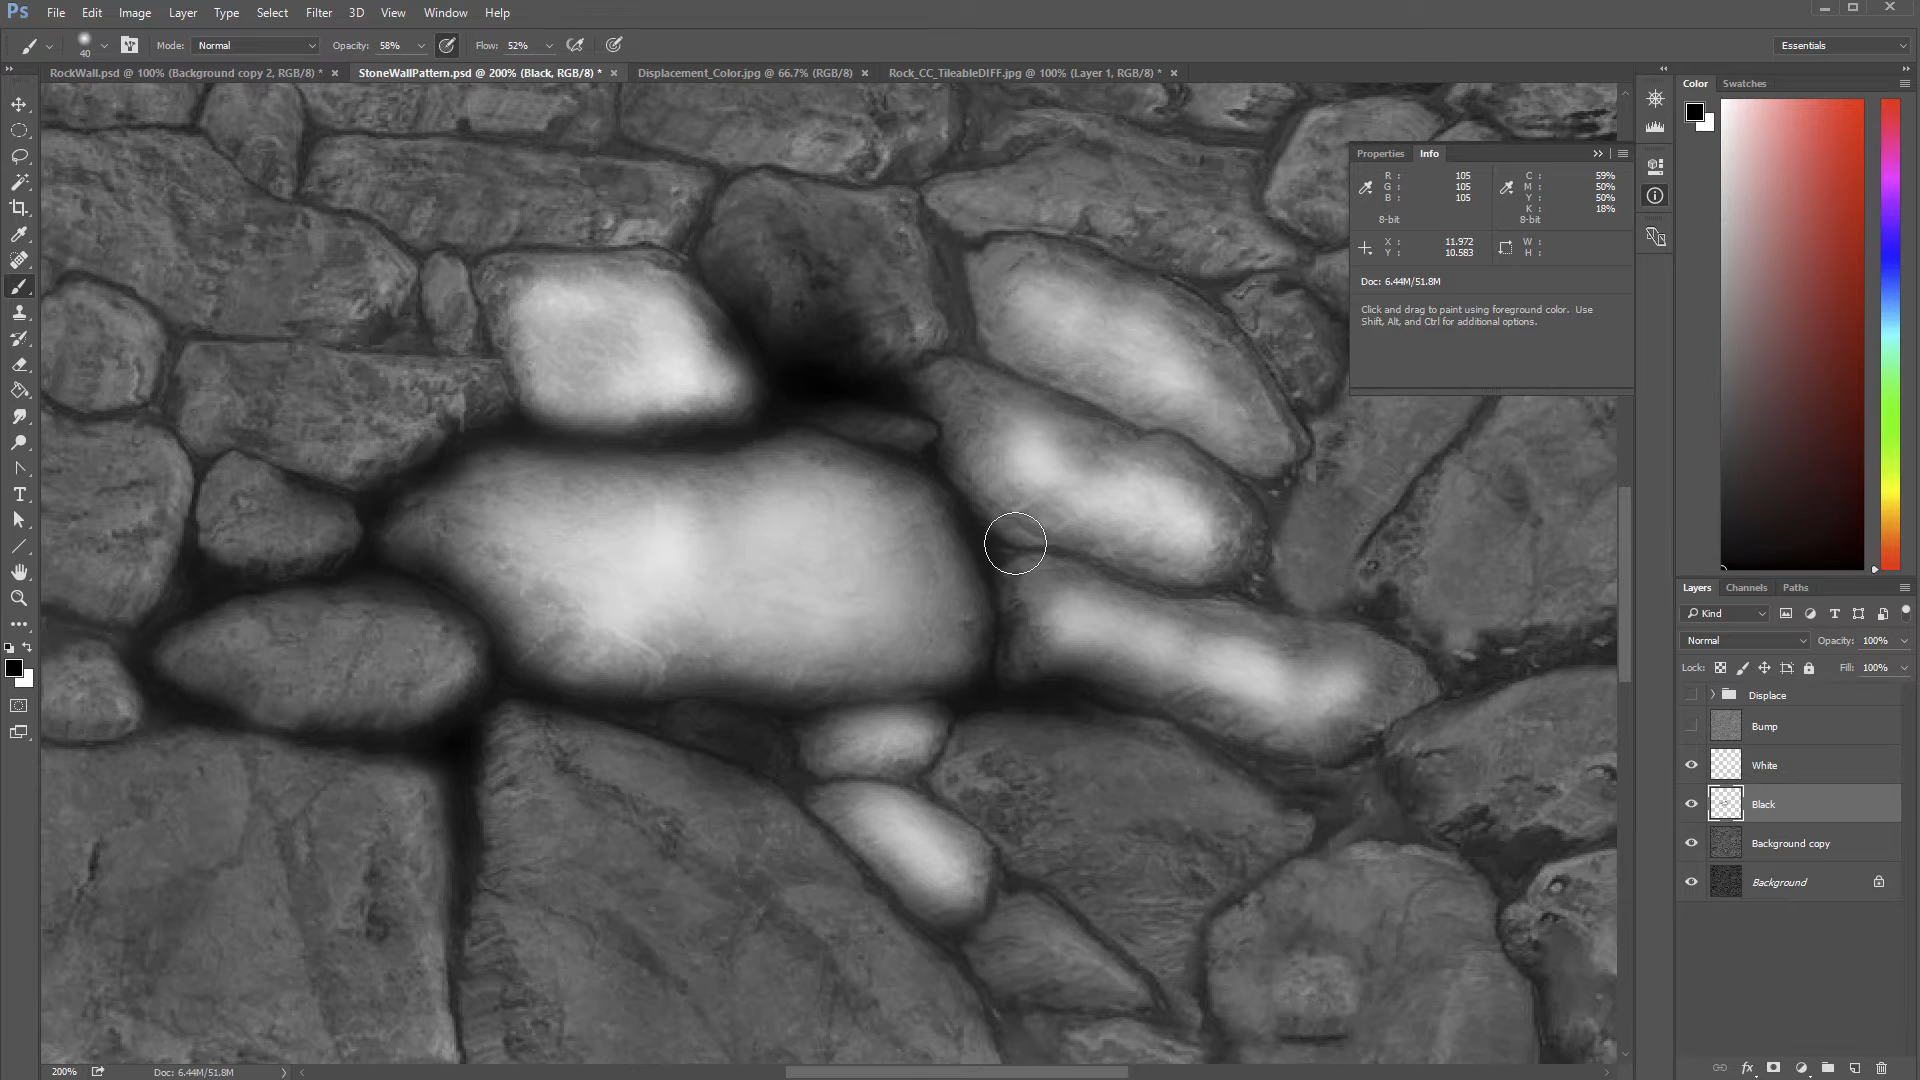 Ps File Edit Image Layer Type Select Filter 3D View Window Help
40 Mode: Normal Opacity: 58% Flow: 52% Essentials
RockWall.psd @ 100% (Background copy 2, RGB/8) * × StoneWallPattern.psd @ 200% (Black, RGB/8) * × Displacement_Color.jpg @ 66.7% (RGB/8) × Rock_CC_TileableDIFF.jpg @ 100% (Layer 1, RGB/8) * ×
Color Swatches
Properties Info
R : 105 C : 59%
G : 105 M : 50%
B : 105 Y : 50%
K : 18%
8-bit 8-bit
X : 11.972 W :
Y : 10.583 H :
Doc: 6.44M/51.8M
Click and drag to paint using foreground color. Use
Shift, Alt, and Ctrl for additional options.
Layers Channels Paths
Kind
Normal Opacity: 100%
Lock: Fill: 100%
Displace
Bump
White
Black
Background copy
Background
fx
200% Doc: 6.44M/51.8M